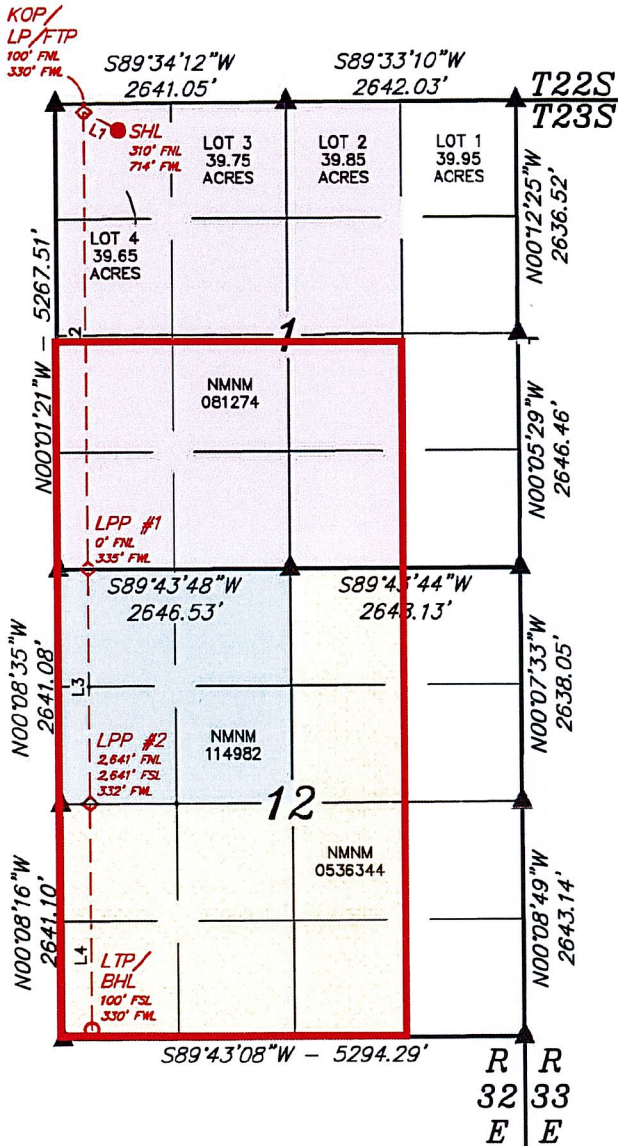 KOP/
LP/FTP
100' FNL
330' FWL
S89°34'12"W
2641.05'
S89°33'10"W
2642.03'
T22S
T23S
L1
SHL
310' FNL
714' FWL
LOT 3
39.75
ACRES
LOT 2
39.85
ACRES
LOT 1
39.95
ACRES
LOT 4
39.65
ACRES
N00°12'25"W
2636.52'
N00°01'21"W – 5267.51'
L2
1
NMNM
081274
N00°05'29"W
2646.46'
LPP #1
0' FNL
335' FWL
S89°43'48"W
2646.53'
S89°43'44"W
2648.13'
N00°08'35"W
2641.08'
L3
N00°07'33"W
2638.05'
LPP #2
2,641' FNL
2,641' FSL
332' FWL
NMNM
114982
12
NMNM
0536344
N00°08'16"W
2641.10'
L4
N00°08'49"W
2643.14'
LTP/
BHL
100' FSL
330' FWL
S89°43'08"W – 5294.29'
R R
32 33
E E